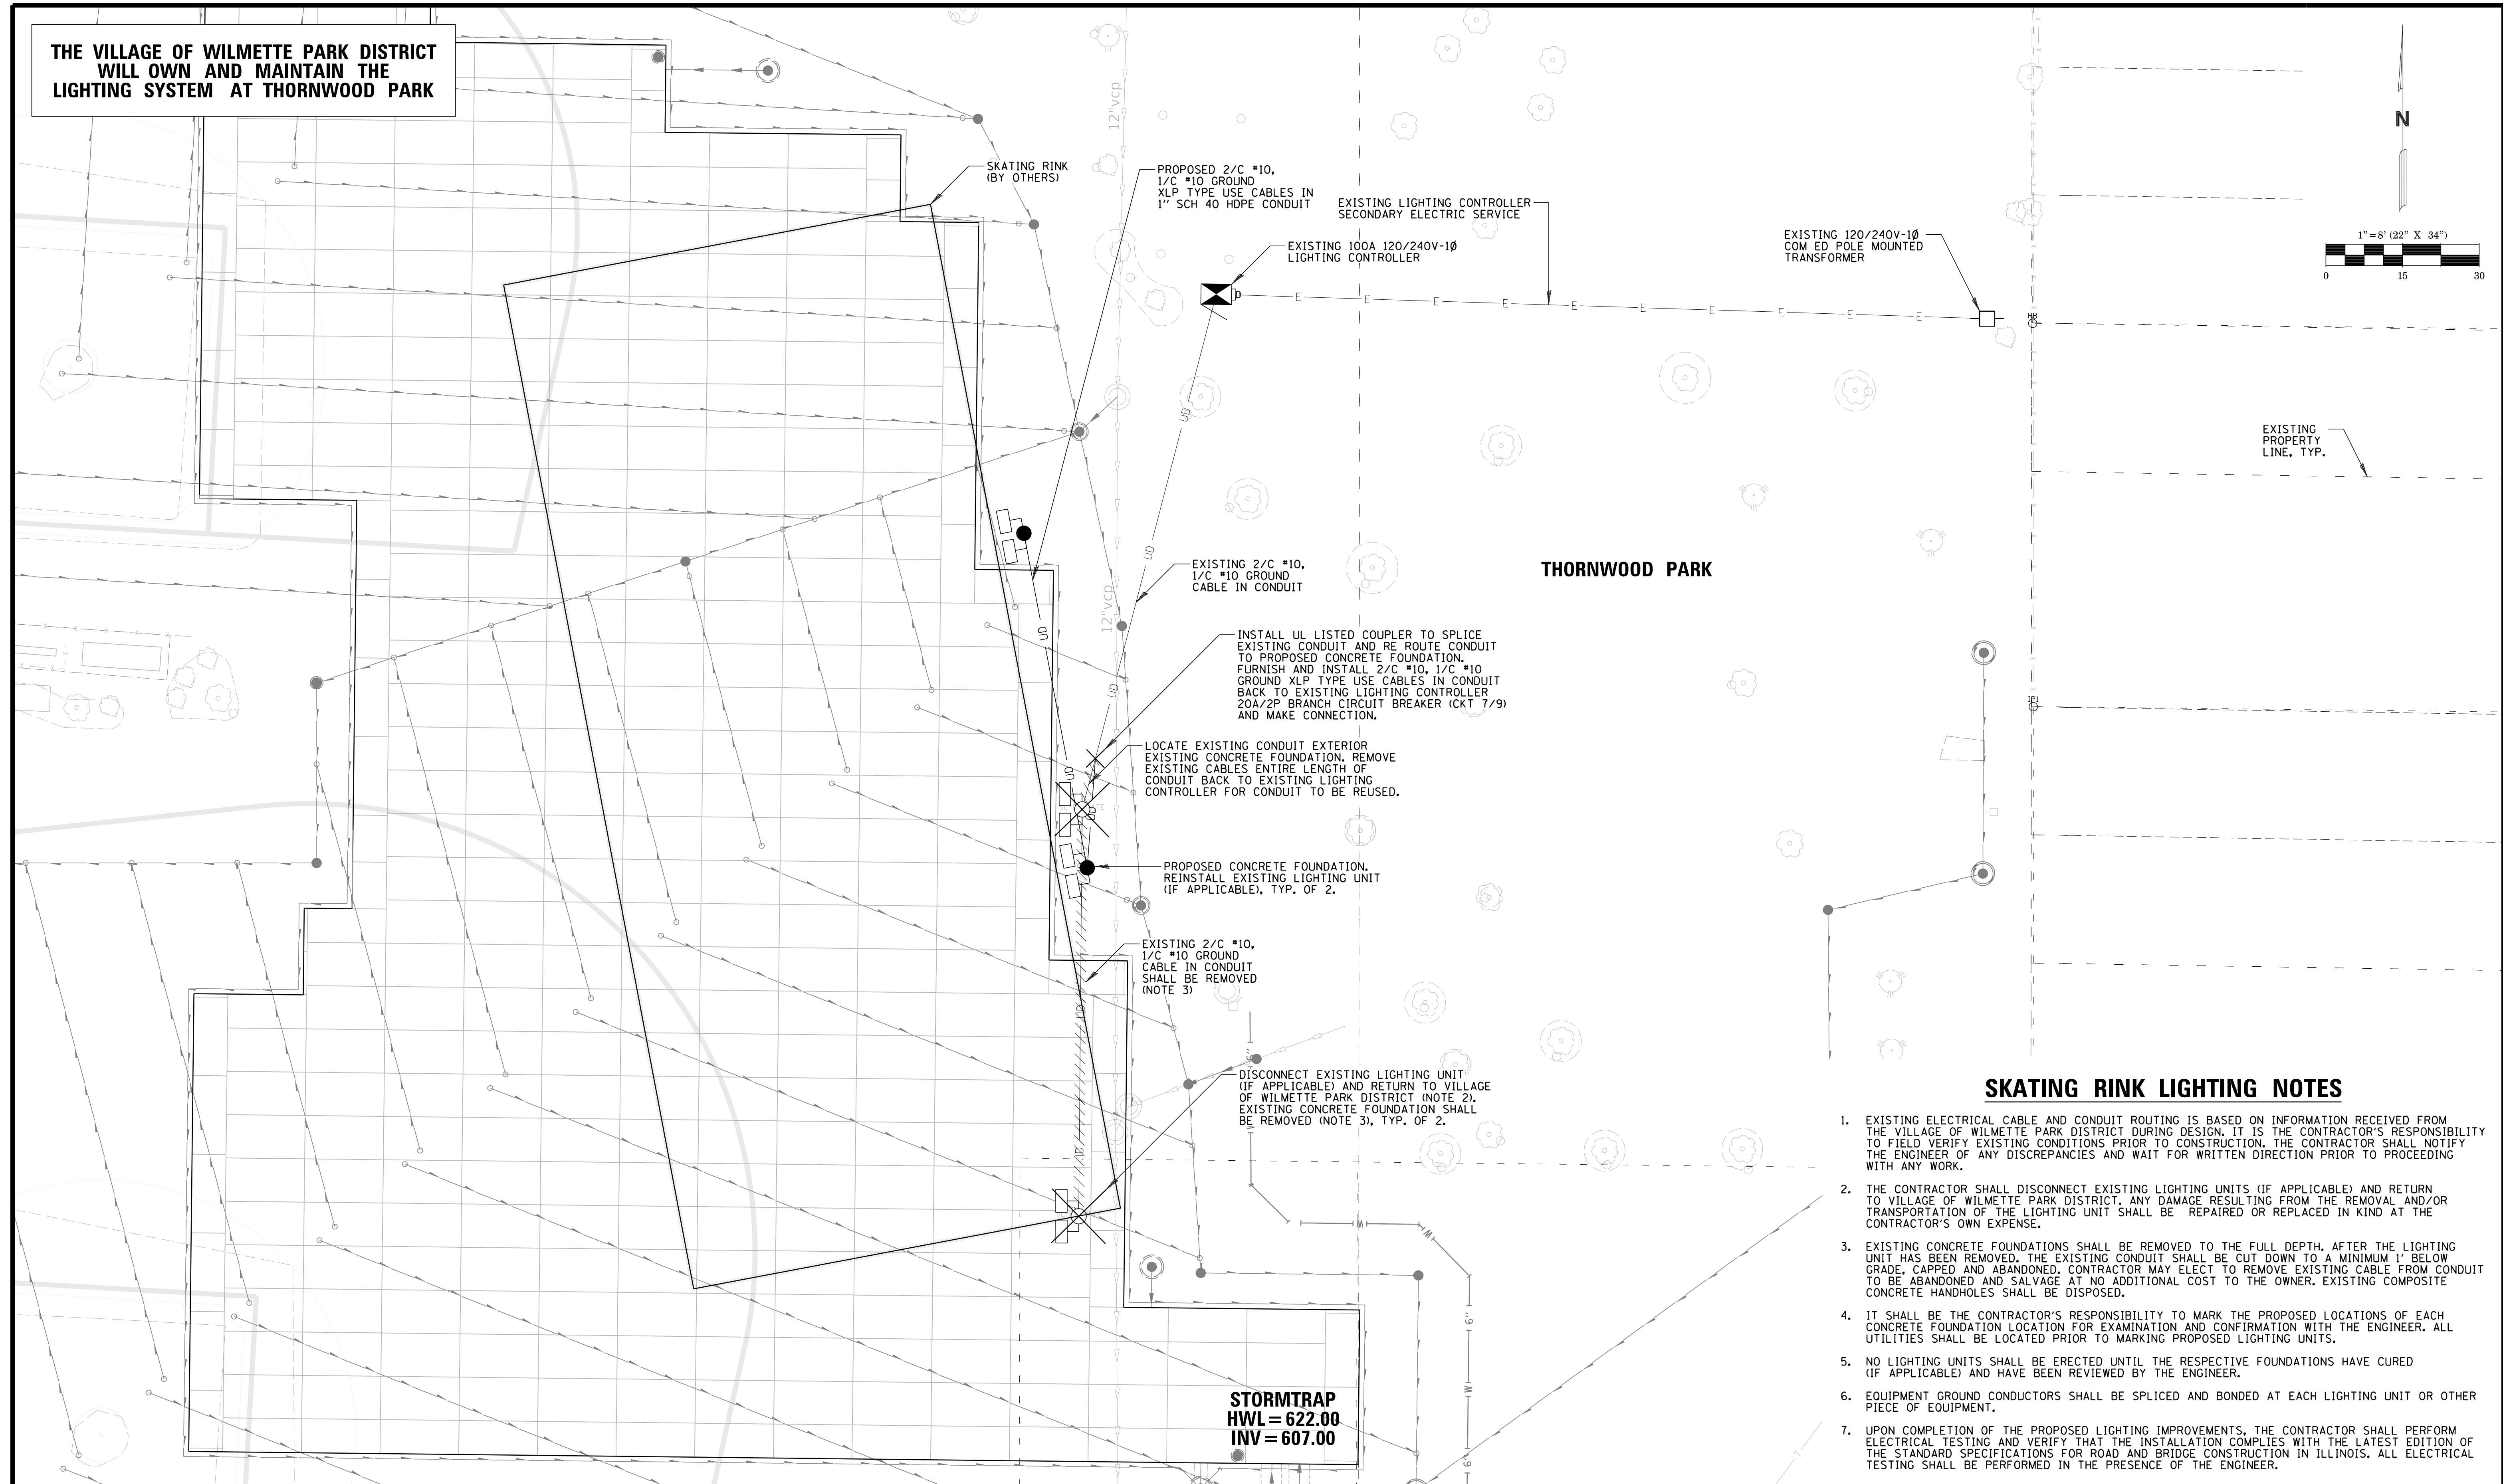 THE VILLAGE OF WILMETTE PARK DISTRICT
WILL OWN AND MAINTAIN THE
LIGHTING SYSTEM AT THORNWOOD PARK
12"vcp
SKATING RINK
(BY OTHERS)
PROPOSED 2/C #10,
1/C #10 GROUND
XLP TYPE USE CABLES IN
1'' SCH 40 HDPE CONDUIT
EXISTING LIGHTING CONTROLLER
SECONDARY ELECTRIC SERVICE
EXISTING 100A 120/240V-1Ø
LIGHTING CONTROLLER
EXISTING 120/240V-1Ø
COM ED POLE MOUNTED
TRANSFORMER
N
1"=8' (22" X 34")
0 15 30
E E E E E E E E E E
UD
EXISTING
PROPERTY
LINE, TYP.
UD
EXISTING 2/C #10,
1/C #10 GROUND
CABLE IN CONDUIT
THORNWOOD PARK
12"vcp
UD
UD
INSTALL UL LISTED COUPLER TO SPLICE
EXISTING CONDUIT AND RE ROUTE CONDUIT
TO PROPOSED CONCRETE FOUNDATION.
FURNISH AND INSTALL 2/C #10, 1/C #10
GROUND XLP TYPE USE CABLES IN CONDUIT
BACK TO EXISTING LIGHTING CONTROLLER
20A/2P BRANCH CIRCUIT BREAKER (CKT 7/9)
AND MAKE CONNECTION.
IP1
LOCATE EXISTING CONDUIT EXTERIOR
EXISTING CONCRETE FOUNDATION. REMOVE
EXISTING CABLES ENTIRE LENGTH OF
CONDUIT BACK TO EXISTING LIGHTING
CONTROLLER FOR CONDUIT TO BE REUSED.
UD
UD
PROPOSED CONCRETE FOUNDATION.
REINSTALL EXISTING LIGHTING UNIT
(IF APPLICABLE), TYP. OF 2.
EXISTING 2/C #10,
1/C #10 GROUND
CABLE IN CONDUIT
SHALL BE REMOVED
(NOTE 3)
UD
DISCONNECT EXISTING LIGHTING UNIT
(IF APPLICABLE) AND RETURN TO VILLAGE
OF WILMETTE PARK DISTRICT (NOTE 2).
EXISTING CONCRETE FOUNDATION SHALL
BE REMOVED (NOTE 3), TYP. OF 2.
UD
W
W
6"
W
6"
STORMTRAP
HWL=622.00
INV=607.00
SKATING RINK LIGHTING NOTES
1. EXISTING ELECTRICAL CABLE AND CONDUIT ROUTING IS BASED ON INFORMATION RECEIVED FROM
THE VILLAGE OF WILMETTE PARK DISTRICT DURING DESIGN. IT IS THE CONTRACTOR'S RESPONSIBILITY
TO FIELD VERIFY EXISTING CONDITIONS PRIOR TO CONSTRUCTION. THE CONTRACTOR SHALL NOTIFY
THE ENGINEER OF ANY DISCREPANCIES AND WAIT FOR WRITTEN DIRECTION PRIOR TO PROCEEDING
WITH ANY WORK.
2. THE CONTRACTOR SHALL DISCONNECT EXISTING LIGHTING UNITS (IF APPLICABLE) AND RETURN
TO VILLAGE OF WILMETTE PARK DISTRICT. ANY DAMAGE RESULTING FROM THE REMOVAL AND/OR
TRANSPORTATION OF THE LIGHTING UNIT SHALL BE REPAIRED OR REPLACED IN KIND AT THE
CONTRACTOR'S OWN EXPENSE.
3. EXISTING CONCRETE FOUNDATIONS SHALL BE REMOVED TO THE FULL DEPTH. AFTER THE LIGHTING
UNIT HAS BEEN REMOVED. THE EXISTING CONDUIT SHALL BE CUT DOWN TO A MINIMUM 1' BELOW
GRADE, CAPPED AND ABANDONED. CONTRACTOR MAY ELECT TO REMOVE EXISTING CABLE FROM CONDUIT
TO BE ABANDONED AND SALVAGE AT NO ADDITIONAL COST TO THE OWNER. EXISTING COMPOSITE
CONCRETE HANDHOLES SHALL BE DISPOSED.
4. IT SHALL BE THE CONTRACTOR'S RESPONSIBILITY TO MARK THE PROPOSED LOCATIONS OF EACH
CONCRETE FOUNDATION LOCATION FOR EXAMINATION AND CONFIRMATION WITH THE ENGINEER. ALL
UTILITIES SHALL BE LOCATED PRIOR TO MARKING PROPOSED LIGHTING UNITS.
5. NO LIGHTING UNITS SHALL BE ERECTED UNTIL THE RESPECTIVE FOUNDATIONS HAVE CURED
(IF APPLICABLE) AND HAVE BEEN REVIEWED BY THE ENGINEER.
6. EQUIPMENT GROUND CONDUCTORS SHALL BE SPLICED AND BONDED AT EACH LIGHTING UNIT OR OTHER
PIECE OF EQUIPMENT.
7. UPON COMPLETION OF THE PROPOSED LIGHTING IMPROVEMENTS, THE CONTRACTOR SHALL PERFORM
ELECTRICAL TESTING AND VERIFY THAT THE INSTALLATION COMPLIES WITH THE LATEST EDITION OF
THE STANDARD SPECIFICATIONS FOR ROAD AND BRIDGE CONSTRUCTION IN ILLINOIS. ALL ELECTRICAL
TESTING SHALL BE PERFORMED IN THE PRESENCE OF THE ENGINEER.